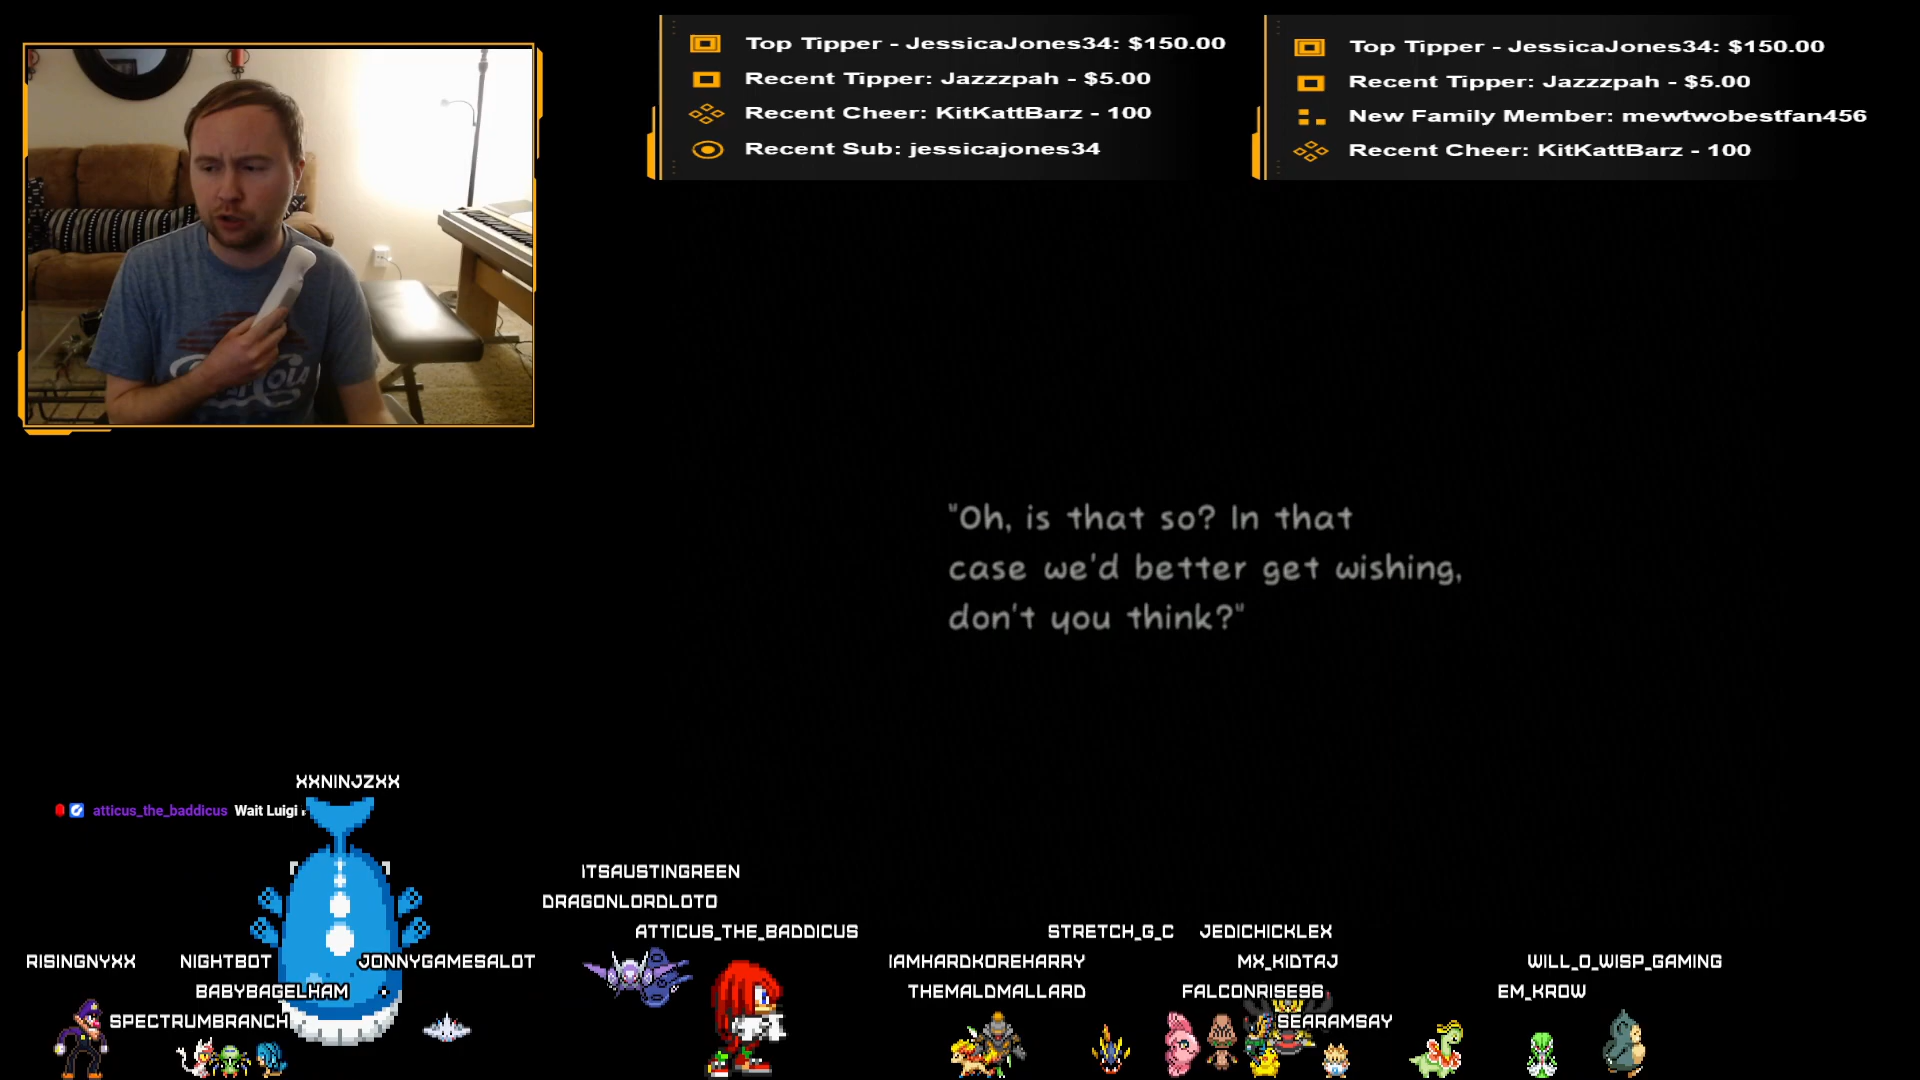 Top Tipper - JessicaJones34: $150.00
Recent Tipper: Jazzzpah - $5.00
Recent Cheer: KitKattBarz - 100
Recent Sub: jessicajones34
Top Tipper - JessicaJones34: $150.00
Recent Tipper: Jazzzpah - $5.00
New Family Member: mewtwobestfan456
Recent Cheer: KitKattBarz - 100
"Oh, is that so? In that
case we'd better get wishing,
don't you think?"
XXNINJZXX
atticus_the_baddicus Wait Luigi
ITSAUSTINGREEN
DRAGONLORDLOTO
ATTICUS_THE_BADDICUS
STRETCH_G_C
JEDICHICKLEX
RISINGNYXX
NIGHTBOT
JONNYGAMESALOT
IAMHARDKOREHARRY
MX_KIDTAJ
WILL_O_WISP_GAMING
BABYBAGELHAM
THEMALDMALLARD
FALCONRISE96
EM_KROW
SPECTRUMBRANCH
SEARAMSAY